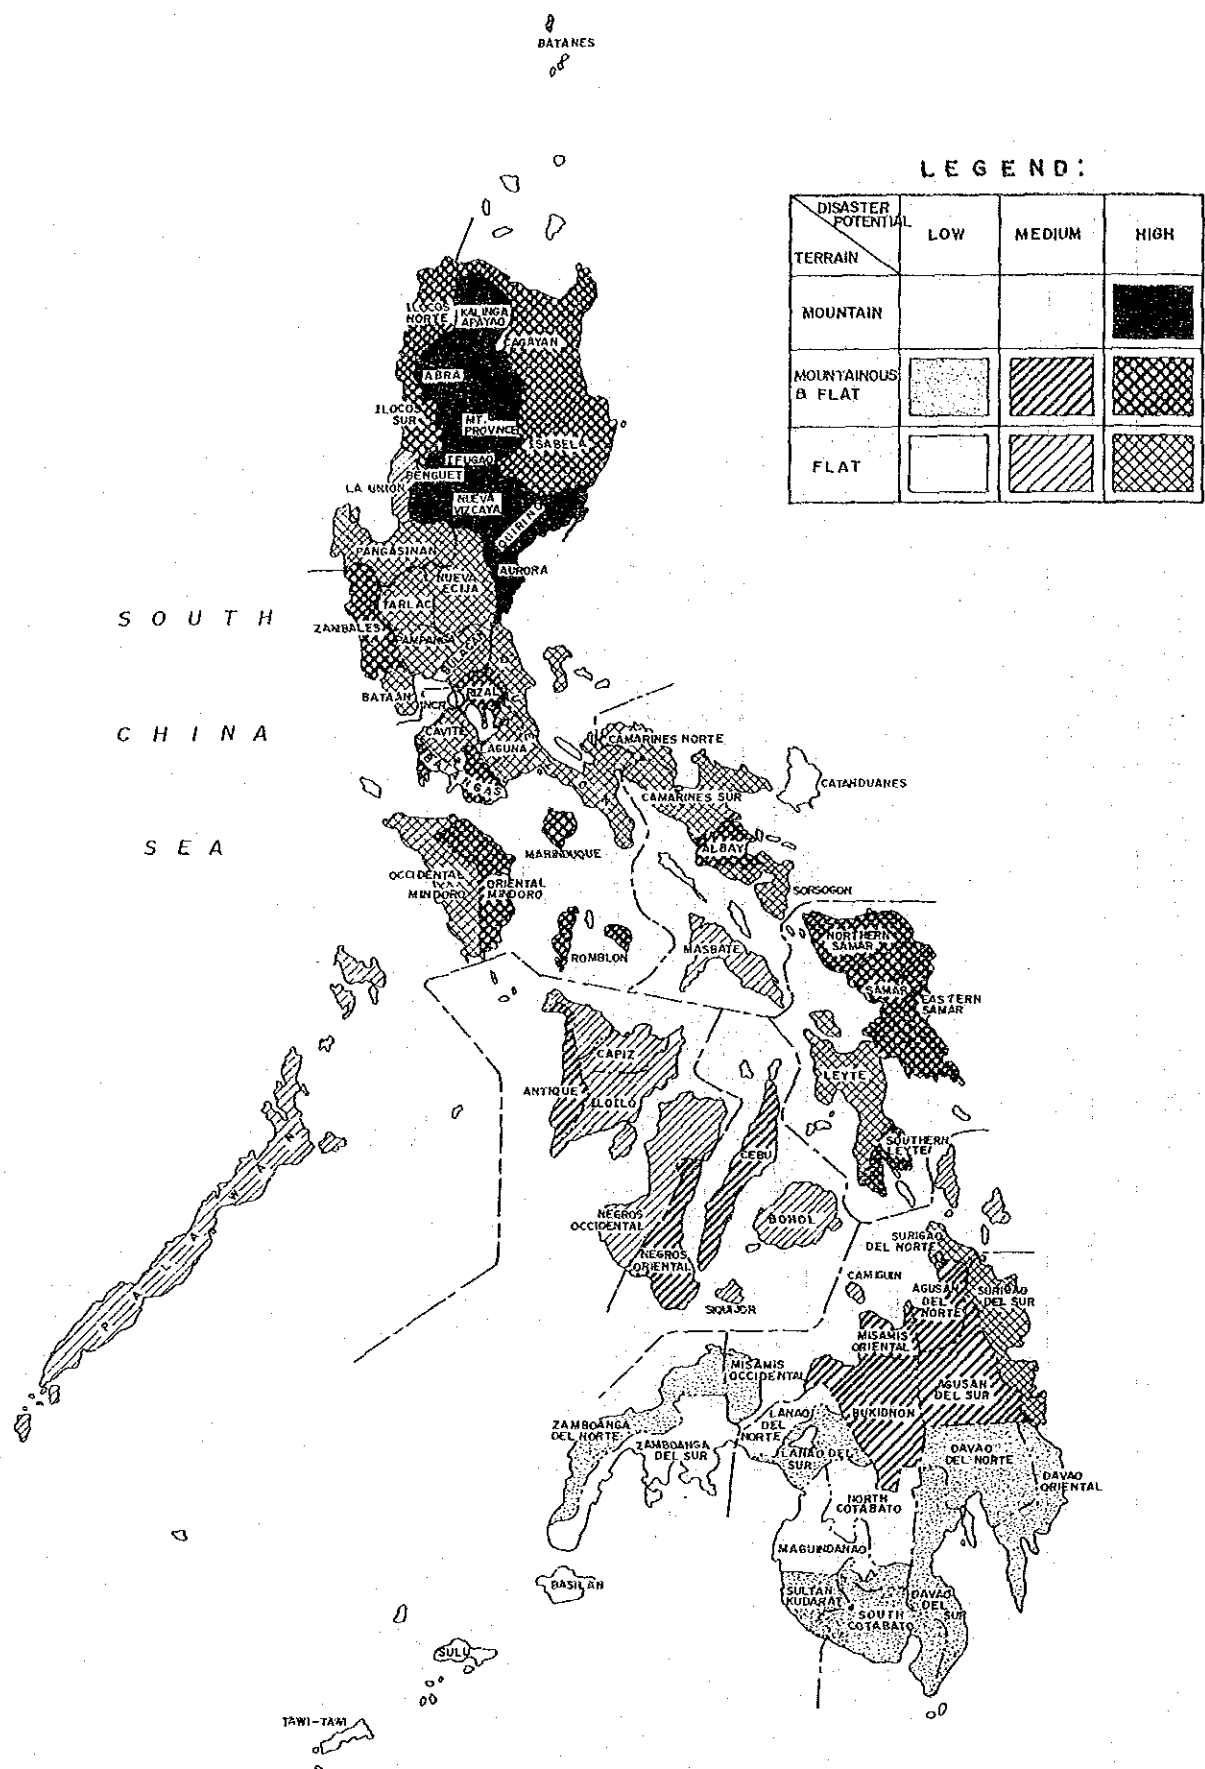 BATANES
LEGEND:
DISASTER
POTENTIAL
TERRAIN
LOW
MEDIUM
HIGH
MOUNTAIN
MOUNTAINOUS
& FLAT
FLAT
ILOCOS
NORTE
KALINGA
APAYAO
CAGAYAN
ABRA
ILOCOS
SUR
MT.
PROVINCE
ISABELA
IFUGAO
BENGUET
LA UNION
NUEVA
VIZCAYA
QUIRINO
PANGASINAN
AURORA
NUEVA
ECIJA
TARLAC
SOUTH
ZAMBALES
PAMPANGA
BULACAN
BATAAN
NCR
RIZAL
CHINA
CAVITE
LAGUNA
BATANGAS
CAMARINES NORTE
CATANDUANES
CAMARINES SUR
SEA
MARINDUQUE
ALBAY
OCCIDENTAL
MINDORO
ORIENTAL
MINDORO
SORSOGON
ROMBLON
MASBATE
NORTHERN
SAMAR
SAMAR
EASTERN
SAMAR
CAPIZ
ANTIQUE
ILOILO
LEYTE
CEBU
SOUTHERN
LEYTE
PALAWAN
NEGROS
OCCIDENTAL
BOHOL
NEGROS
ORIENTAL
SURIGAO
DEL NORTE
CAMIGUIN
SIQUIJOR
AGUSAN
DEL
NORTE
SURIGAO
DEL SUR
MISAMIS
ORIENTAL
MISAMIS
OCCIDENTAL
AGUSAN
DEL SUR
ZAMBOANGA
DEL NORTE
LANAO
DEL
NORTE
BUKIDNON
ZAMBOANGA
DEL SUR
LANAO DEL
SUR
DAVAO
DEL NORTE
DAVAO
ORIENTAL
NORTH
COTABATO
MAGUINDANAO
BASILAN
SULTAN
KUDARAT
SOUTH
COTABATO
DAVAO
DEL
SUR
SULU
TAWI-TAWI